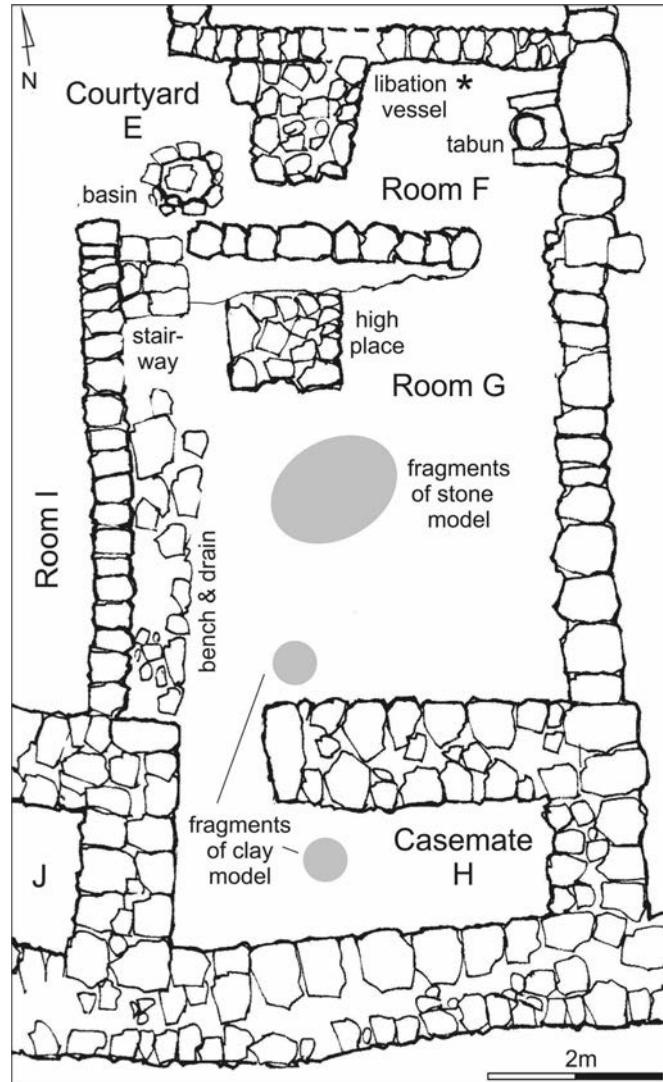 N
Courtyard
E
libation
vessel *
tabun
basin
Room F
stair-
way
high
place
Room G
fragments
of stone
model
Room I
bench & drain
fragments
of clay
model
Casemate
H
J
2m